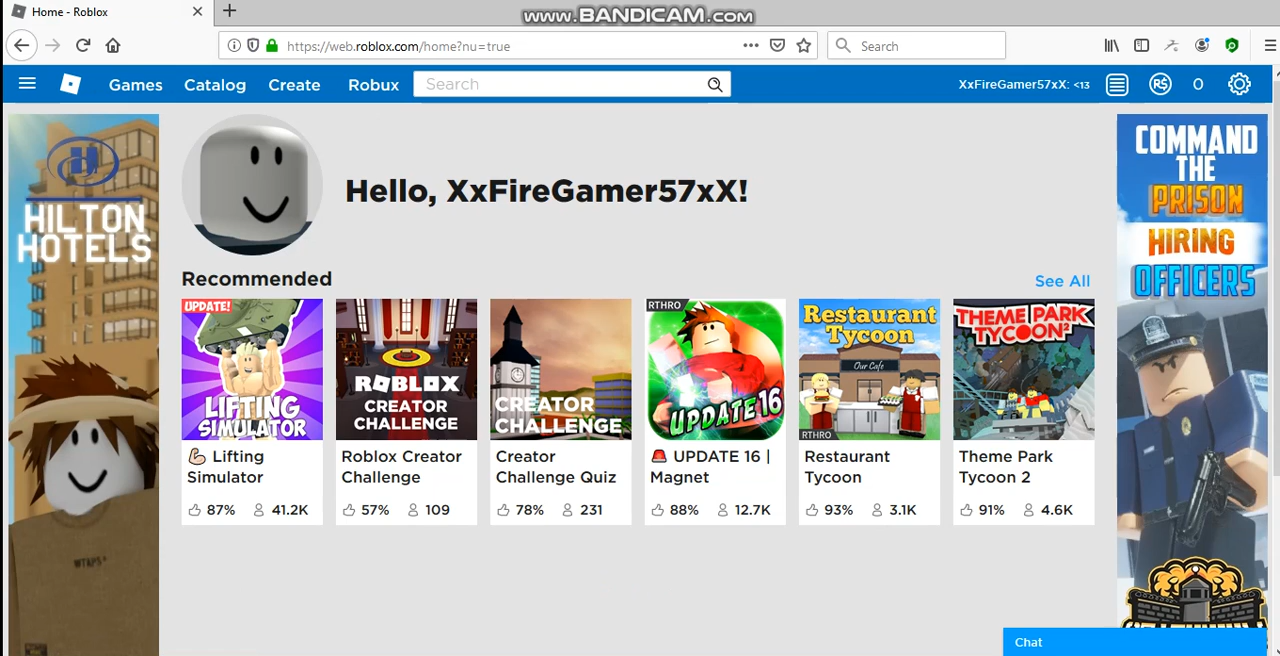 Home - Roblox
www.BANDICAM.com
https://web.roblox.com/home?nu=true
Search
Games
Catalog
Create
Robux
Search
XxFireGamer57xX: <13
R$
0
HILTON
HOTELS
WTAPS
Hello, XxFireGamer57xX!
COMMAND
THE
PRISON
HIRING
OFFICERS
Recommended
See All
UPDATE!
LIFTING
SIMULATOR
💪 Lifting
Simulator
87% 41.2K
ROBLOX
CREATOR
CHALLENGE
Roblox Creator
Challenge
57% 109
CREATOR
CHALLENGE
Creator
Challenge Quiz
78% 231
RTHRO
UPDATE 16
🚨 UPDATE 16 |
Magnet
88% 12.7K
Restaurant
Tycoon
Our Cafe
RTHRO
Restaurant
Tycoon
93% 3.1K
THEME PARK
TYCOON2
Theme Park
Tycoon 2
91% 4.6K
Chat